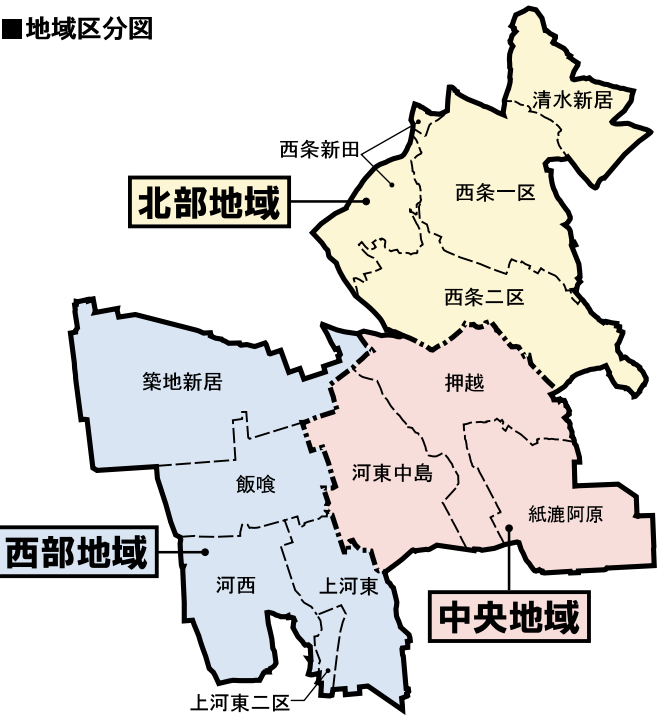 ■地域区分図
清水新居
西条新田
西条一区
北部地域
西条二区
築地新居
押越
河東中島
飯喰
紙漉阿原
西部地域
河西
上河東
中央地域
上河東二区